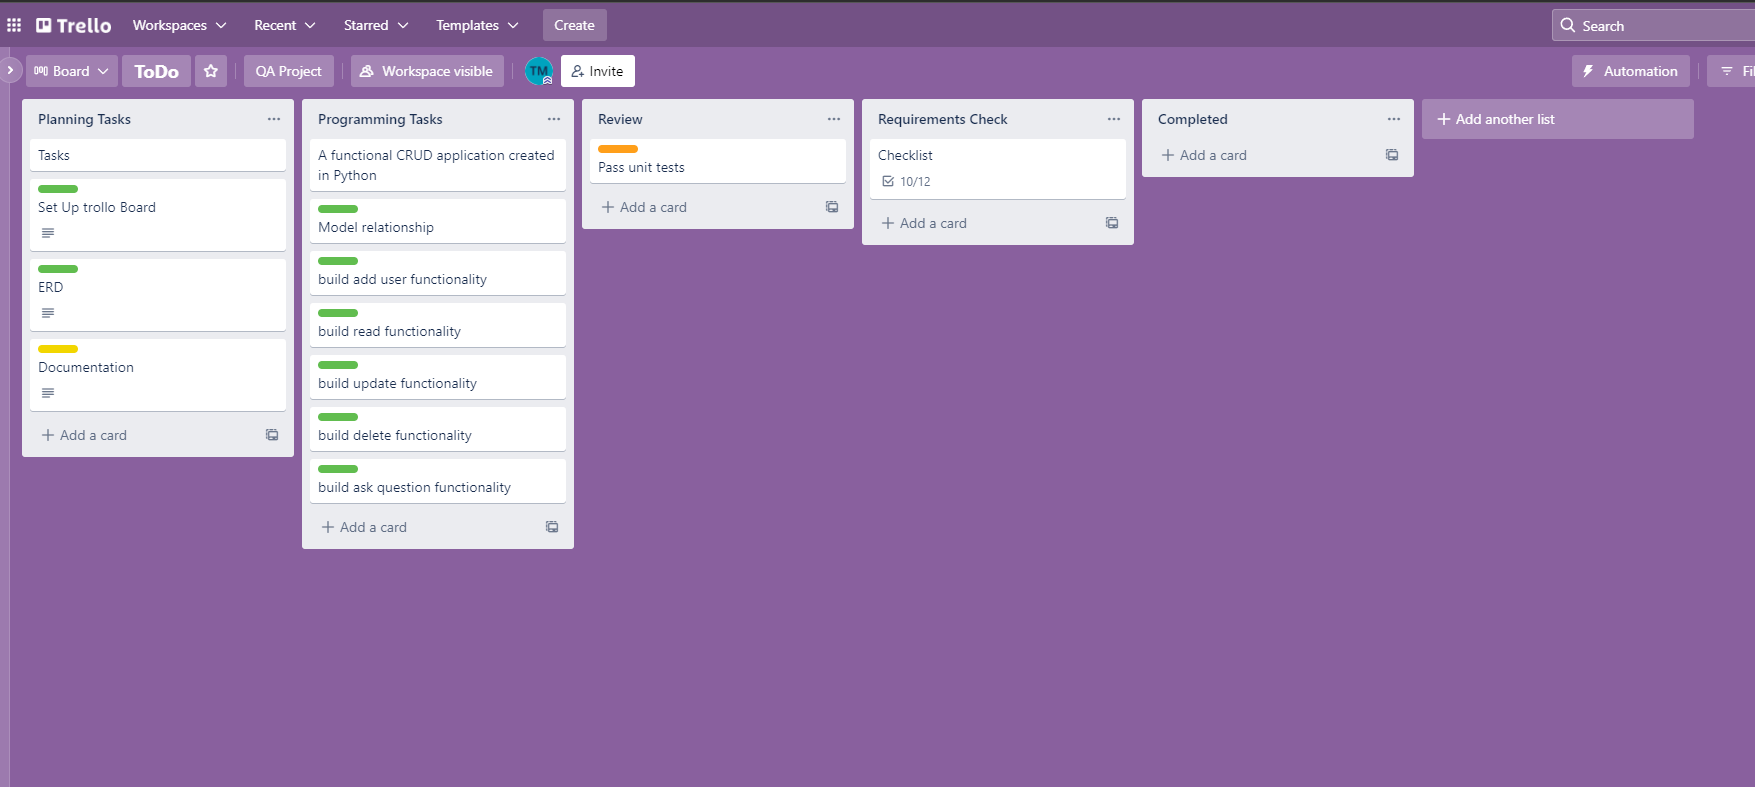 Trello
Workspaces
Recent
Starred
Templates
Create
Search
Board
ToDo
QA Project
Workspace visible
TM
Invite
Automation
Planning Tasks
Tasks
Set Up trollo Board
ERD
Documentation
Add a card
Programming Tasks
A functional CRUD application created
in Python
Model relationship
build add user functionality
build read functionality
build update functionality
build delete functionality
build ask question functionality
Add a card
Review
Pass unit tests
Add a card
Requirements Check
Checklist
10/12
Add a card
Completed
Add a card
Add another list